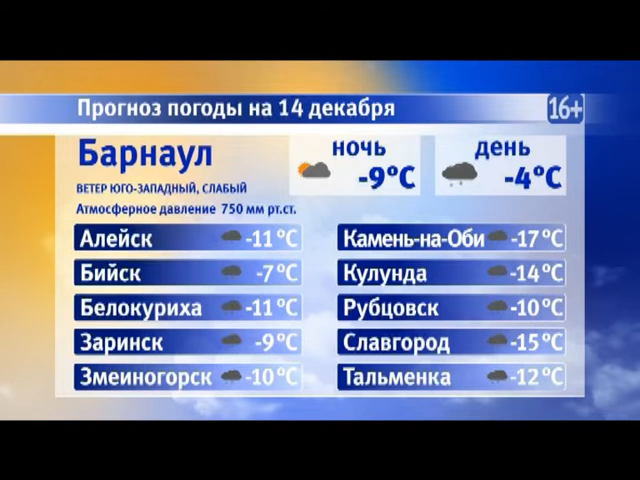 Прогноз погоды на 14 декабря 16+
Барнаул
ночь
-9°C
день
-4°C
ВЕТЕР ЮГО-ЗАПАДНЫЙ, СЛАБЫЙ
Атмосферное давление 750 мм рт.ст.
Алейск -11°C
Бийск -7°C
Белокуриха -11°C
Заринск -9°C
Змеиногорск -10°C
Камень-на-Оби -17°C
Кулунда -14°C
Рубцовск -10°C
Славгород -15°C
Тальменка -12°C